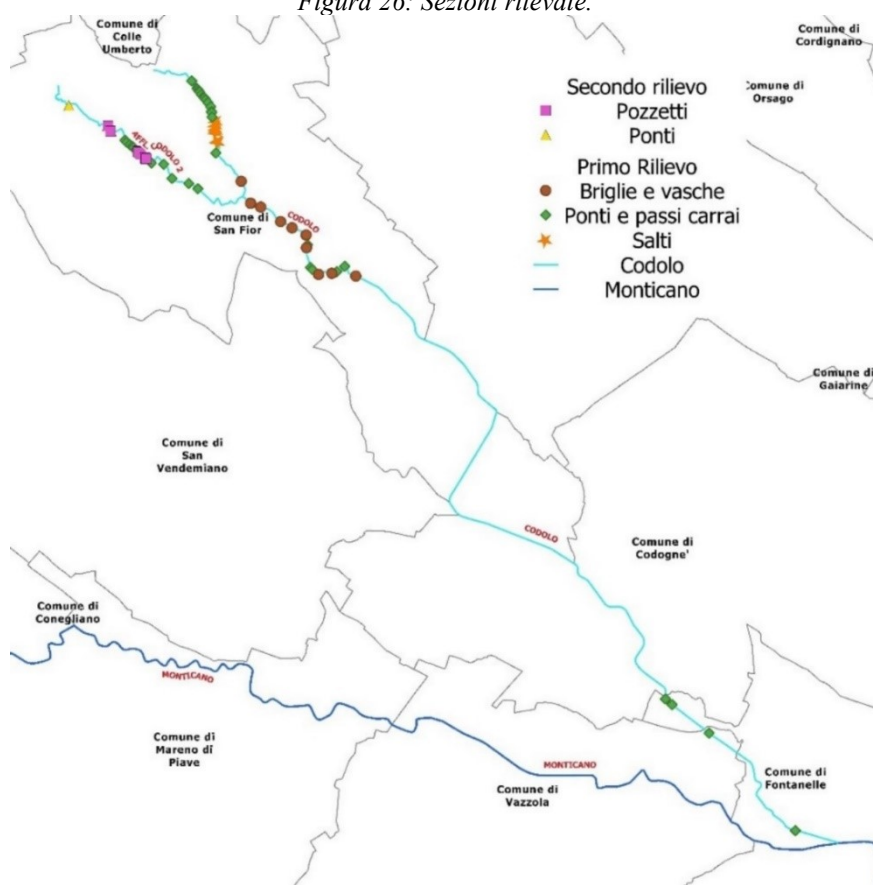 Figura 26: Sezioni rilevate.
Comune di
Colle
Umberto
Comune di
Cordignano
Comune di
Orsago
Secondo rilievo
Pozzetti
Ponti
Primo Rilievo
Briglie e vasche
Ponti e passi carrai
Salti
Codolo
Monticano
AFFL. CODOLO 2
Comune di
San Fior
CODOLO
Comune di
Gaiarine
Comune di
San
Vendemiano
CODOLO
Comune di
Codogne'
Comune di
Conegliano
MONTICANO
Comune di
Mareno di
Piave
MONTICANO
Comune di
Vazzola
Comune di
Fontanelle